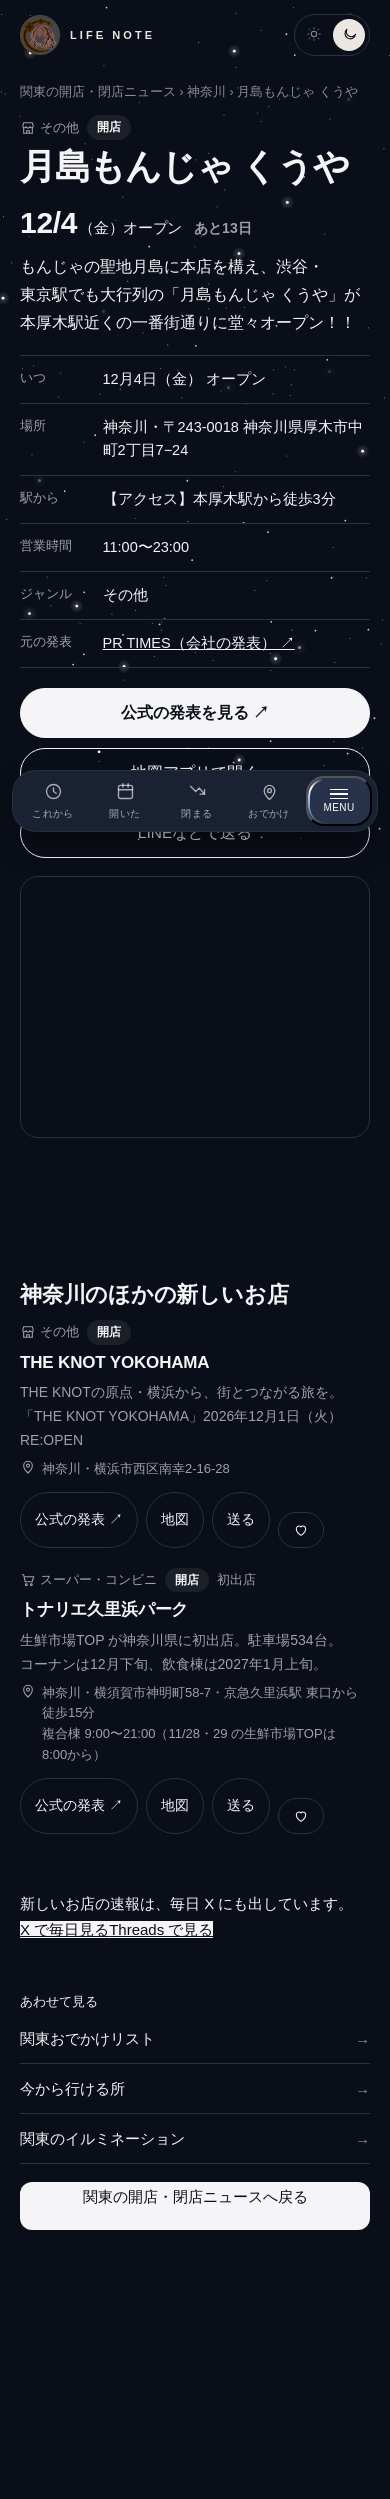 LIFE NOTE
関東の開店・閉店ニュース › 神奈川 › 月島もんじゃ くうや
その他 開店
月島もんじゃ くうや
12/4（金）オープン あと13日
もんじゃの聖地月島に本店を構え、渋谷・
東京駅でも大行列の「月島もんじゃ くうや」が
本厚木駅近くの一番街通りに堂々オープン！！
いつ 12月4日（金） オープン
場所 神奈川・〒243-0018 神奈川県厚木市中
町2丁目7−24
駅から 【アクセス】本厚木駅から徒歩3分
営業時間 11:00〜23:00
ジャンル その他
元の発表 PR TIMES（会社の発表） ↗
公式の発表を見る ↗
地図アプリで開く
これから 開いた 閉まる おでかけ MENU
LINEなどで送る
神奈川のほかの新しいお店
その他 開店
THE KNOT YOKOHAMA
THE KNOTの原点・横浜から、街とつながる旅を。
「THE KNOT YOKOHAMA」2026年12月1日（火）
RE:OPEN
神奈川・横浜市西区南幸2-16-28
公式の発表 ↗ 地図 送る
スーパー・コンビニ 開店 初出店
トナリエ久里浜パーク
生鮮市場TOP が神奈川県に初出店。駐車場534台。
コーナンは12月下旬、飲食棟は2027年1月上旬。
神奈川・横須賀市神明町58-7・京急久里浜駅 東口から
徒歩15分
複合棟 9:00〜21:00（11/28・29 の生鮮市場TOPは
8:00から）
公式の発表 ↗ 地図 送る
新しいお店の速報は、毎日 X にも出しています。
X で毎日見るThreads で見る
あわせて見る
関東おでかけリスト →
今から行ける所 →
関東のイルミネーション →
関東の開店・閉店ニュースへ戻る